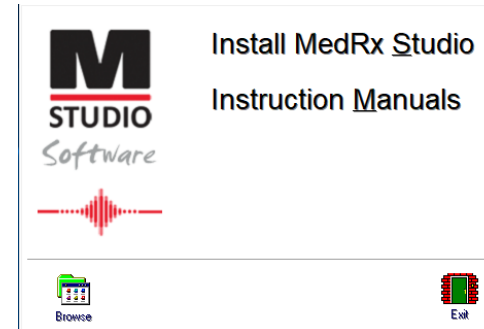 M
STUDIO
Software
Install MedRx Studio
Instruction Manuals
Browse
Exit